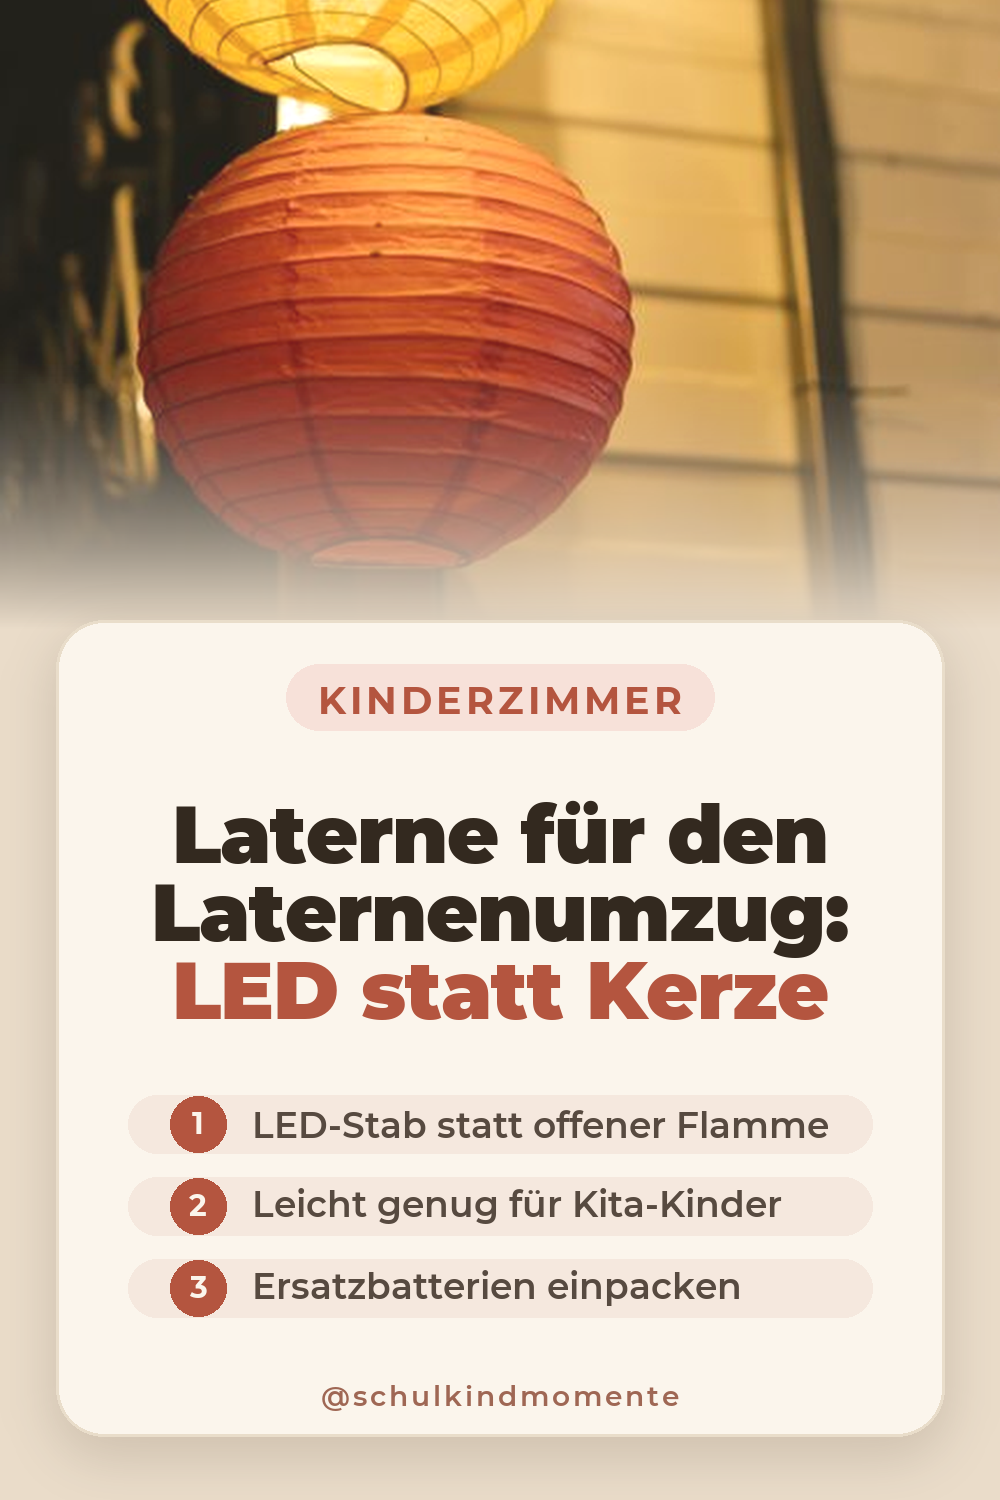 KINDERZIMMER
Laterne für den
Laternenumzug:
LED statt Kerze
1 LED-Stab statt offener Flamme
2 Leicht genug für Kita-Kinder
3 Ersatzbatterien einpacken
@schulkindmomente